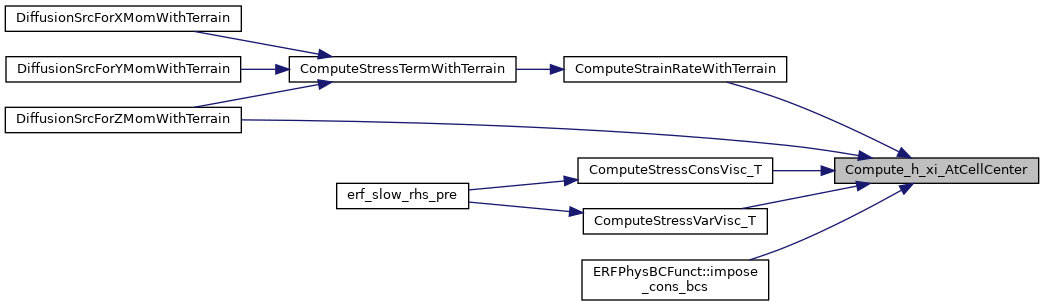 DiffusionSrcForXMomWithTerrain
DiffusionSrcForYMomWithTerrain
ComputeStressTermWithTerrain
ComputeStrainRateWithTerrain
DiffusionSrcForZMomWithTerrain
Compute_h_xi_AtCellCenter
ComputeStressConsVisc_T
erf_slow_rhs_pre
ComputeStressVarVisc_T
ERFPhysBCFunct::impose
_cons_bcs